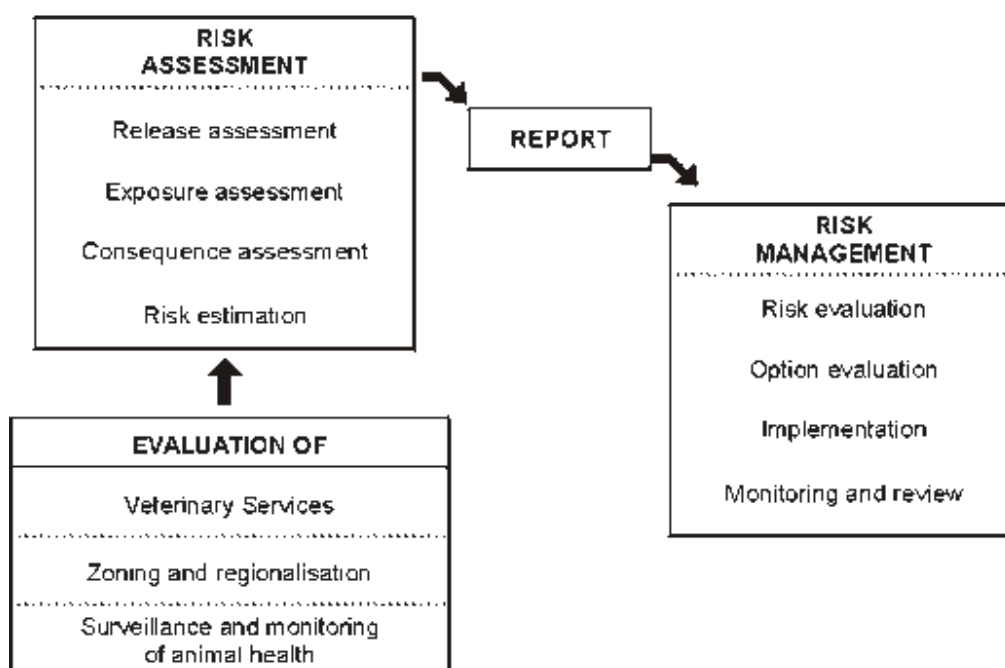 RISK
ASSESSMENT
Release assessment
Exposure assessment
Consequence assessment
Risk estimation
REPORT
RISK
MANAGEMENT
Risk evaluation
Option evaluation
Implementation
Monitoring and review
EVALUATION OF
Veterinary Services
Zoning and regionalisation
Surveillance and monitoring
of animal health